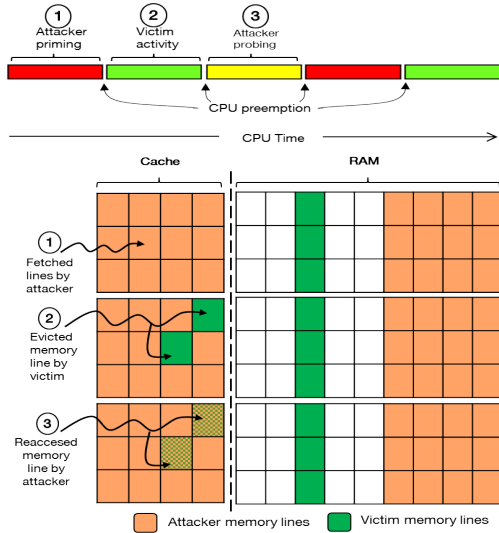 1
Attacker
priming
2
Victim
activity
3
Attacker
probing
CPU preemption
CPU Time
Cache
RAM
1
Fetched
lines by
attacker
2
Evicted
memory
line by
victim
3
Reaccesed
memory
line by
attacker
Attacker memory lines
Victim memory lines